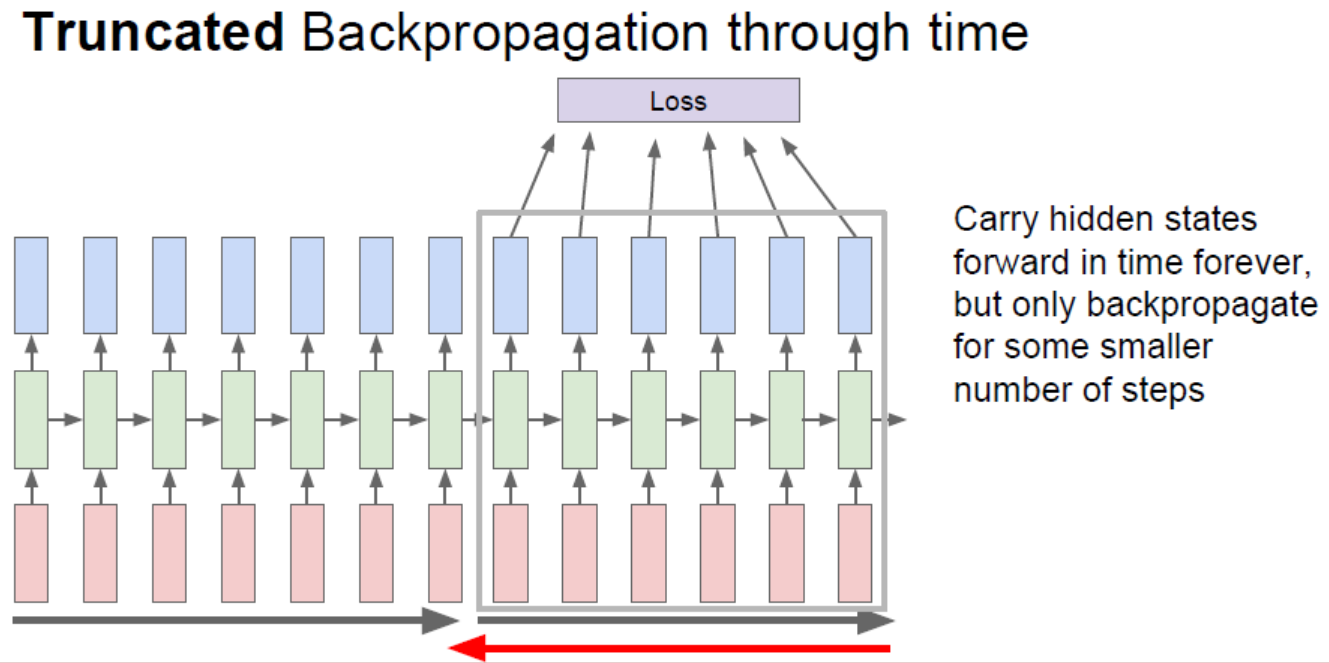 Truncated Backpropagation through time
Loss
Carry hidden states
forward in time forever,
but only backpropagate
for some smaller
number of steps